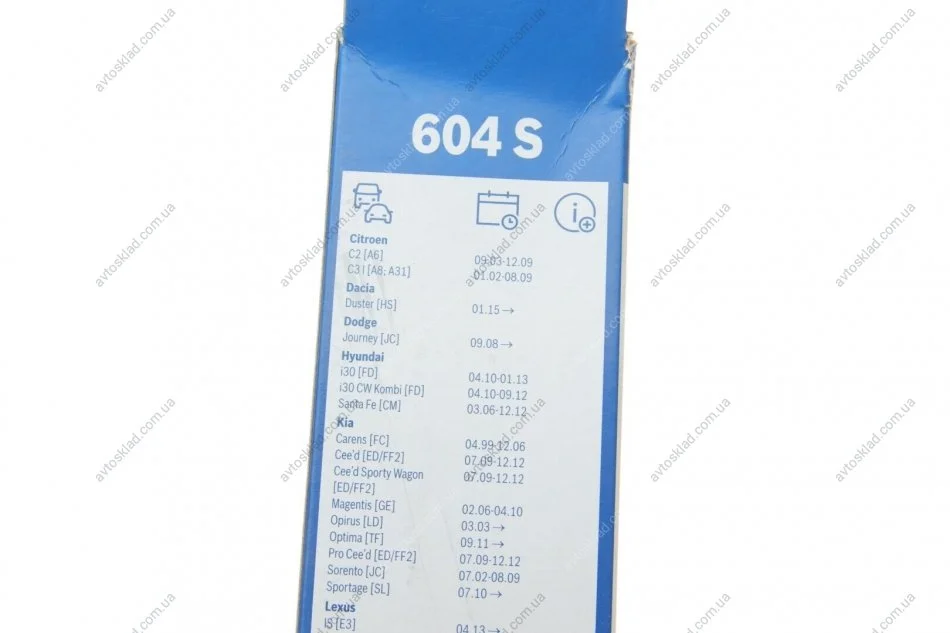 604 S
Citroen
C2 [A6] 09.03-12.09
C3 I [A8; A31] 01.02-08.09
Dacia
Duster [HS] 01.15 →
Dodge
Journey [JC] 09.08 →
Hyundai
i30 [FD] 04.10-01.13
i30 CW Kombi [FD] 04.10-09.12
Santa Fe [CM] 03.06-12.12
Kia
Carens [FC] 04.99-12.06
Cee'd [ED/FF2] 07.09-12.12
Cee'd Sporty Wagon 07.09-12.12
[ED/FF2]
Magentis [GE] 02.06-04.10
Opirus [LD] 03.03 →
Optima [TF] 09.11 →
Pro Cee'd [ED/FF2] 07.09-12.12
Sorento [JC] 07.02-08.09
Sportage [SL] 07.10 →
Lexus
IS [E3] 04.13 →
avtosklad.com.ua